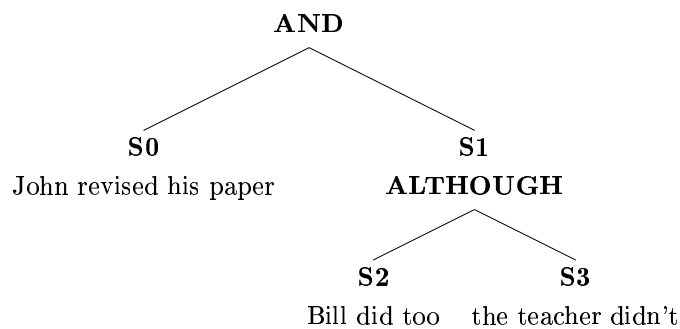 AND
S0 S1
John revised his paper ALTHOUGH
S2 S3
Bill did too the teacher didn't